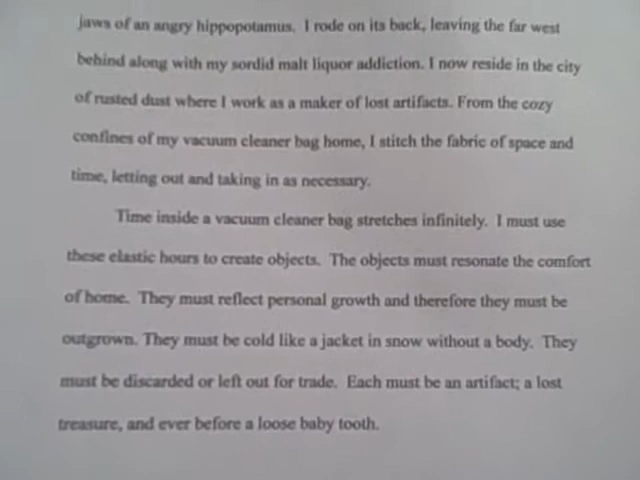 jaws of an angry hippopotamus.  I rode on its back, leaving the far west
behind along with my sordid malt liquor addiction. I now reside in the city
of rusted dust where I work as a maker of lost artifacts. From the cozy
confines of my vacuum cleaner bag home, I stitch the fabric of space and
time, letting out and taking in as necessary.
Time inside a vacuum cleaner bag stretches infinitely.  I must use
these elastic hours to create objects.  The objects must resonate the comfort
of home.  They must reflect personal growth and therefore they must be
outgrown. They must be cold like a jacket in snow without a body.  They
must be discarded or left out for trade.  Each must be an artifact; a lost
treasure, and ever before a loose baby tooth.